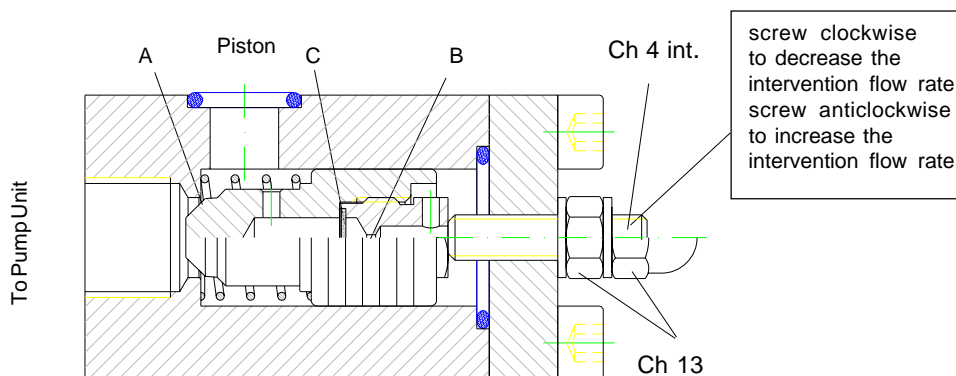 Piston
A
C
B
Ch 4 int.
screw clockwise
to decrease the
intervention flow rate
screw anticlockwise
to increase the
intervention flow rate
To Pump Unit
Ch 13